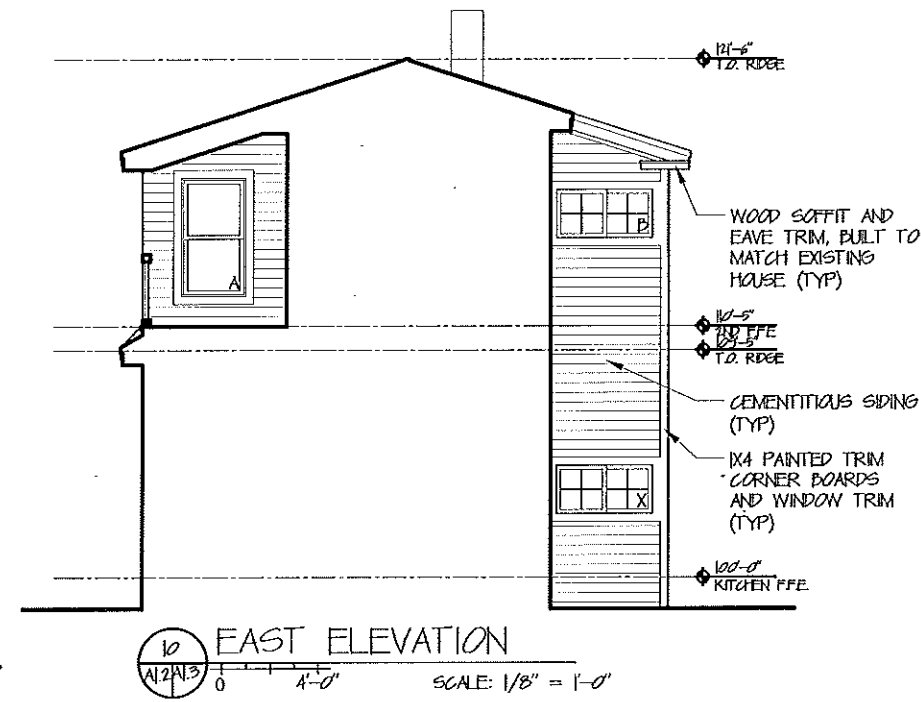 121'-6"
T.O. RIDGE
B
WOOD SOFFIT AND
EAVE TRIM, BUILT TO
MATCH EXISTING
HOUSE (TYP)
A
110'-5"
2ND FFE
109'-5"
T.O. RIDGE
CEMENTITIOUS SIDING
(TYP)
1X4 PAINTED TRIM
CORNER BOARDS
AND WINDOW TRIM
(TYP)
X
100'-0"
KITCHEN F.F.E.
10
A1.2 A1.3
EAST ELEVATION
0 4'-0" SCALE: 1/8" = 1'-0"